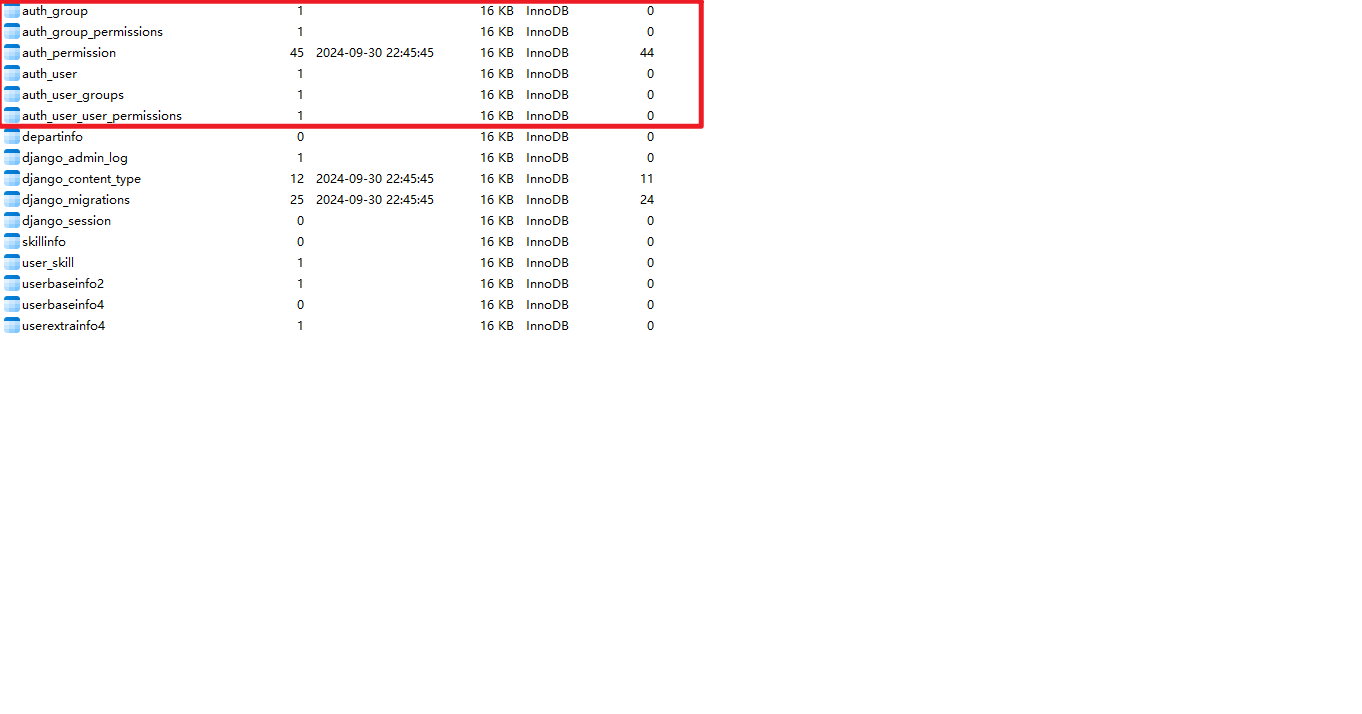 auth_group 1 16 KB InnoDB 0
auth_group_permissions 1 16 KB InnoDB 0
auth_permission 45 2024-09-30 22:45:45 16 KB InnoDB 44
auth_user 1 16 KB InnoDB 0
auth_user_groups 1 16 KB InnoDB 0
auth_user_user_permissions 1 16 KB InnoDB 0
departinfo 0 16 KB InnoDB 0
django_admin_log 1 16 KB InnoDB 0
django_content_type 12 2024-09-30 22:45:45 16 KB InnoDB 11
django_migrations 25 2024-09-30 22:45:45 16 KB InnoDB 24
django_session 0 16 KB InnoDB 0
skillinfo 0 16 KB InnoDB 0
user_skill 1 16 KB InnoDB 0
userbaseinfo2 1 16 KB InnoDB 0
userbaseinfo4 0 16 KB InnoDB 0
userextrainfo4 1 16 KB InnoDB 0